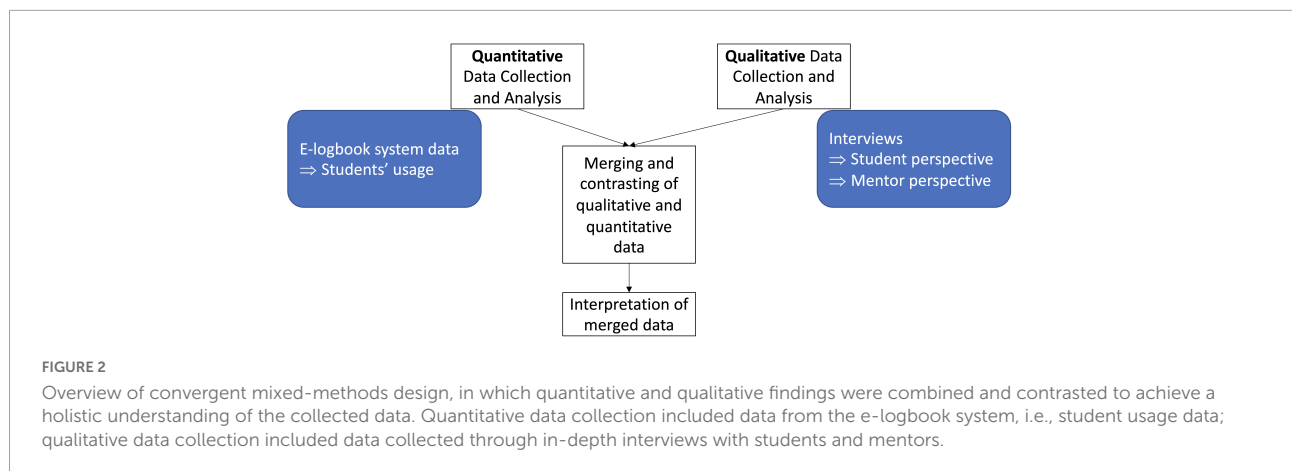 Quantitative
Data Collection
and Analysis
Qualitative Data
Collection and
Analysis
E-logbook system data
⇒ Students' usage
Interviews
⇒ Student perspective
⇒ Mentor perspective
Merging and
contrasting of
qualitative and
quantitative
data
Interpretation of
merged data
FIGURE 2
Overview of convergent mixed-methods design, in which quantitative and qualitative findings were combined and contrasted to achieve a
holistic understanding of the collected data. Quantitative data collection included data from the e-logbook system, i.e., student usage data;
qualitative data collection included data collected through in-depth interviews with students and mentors.